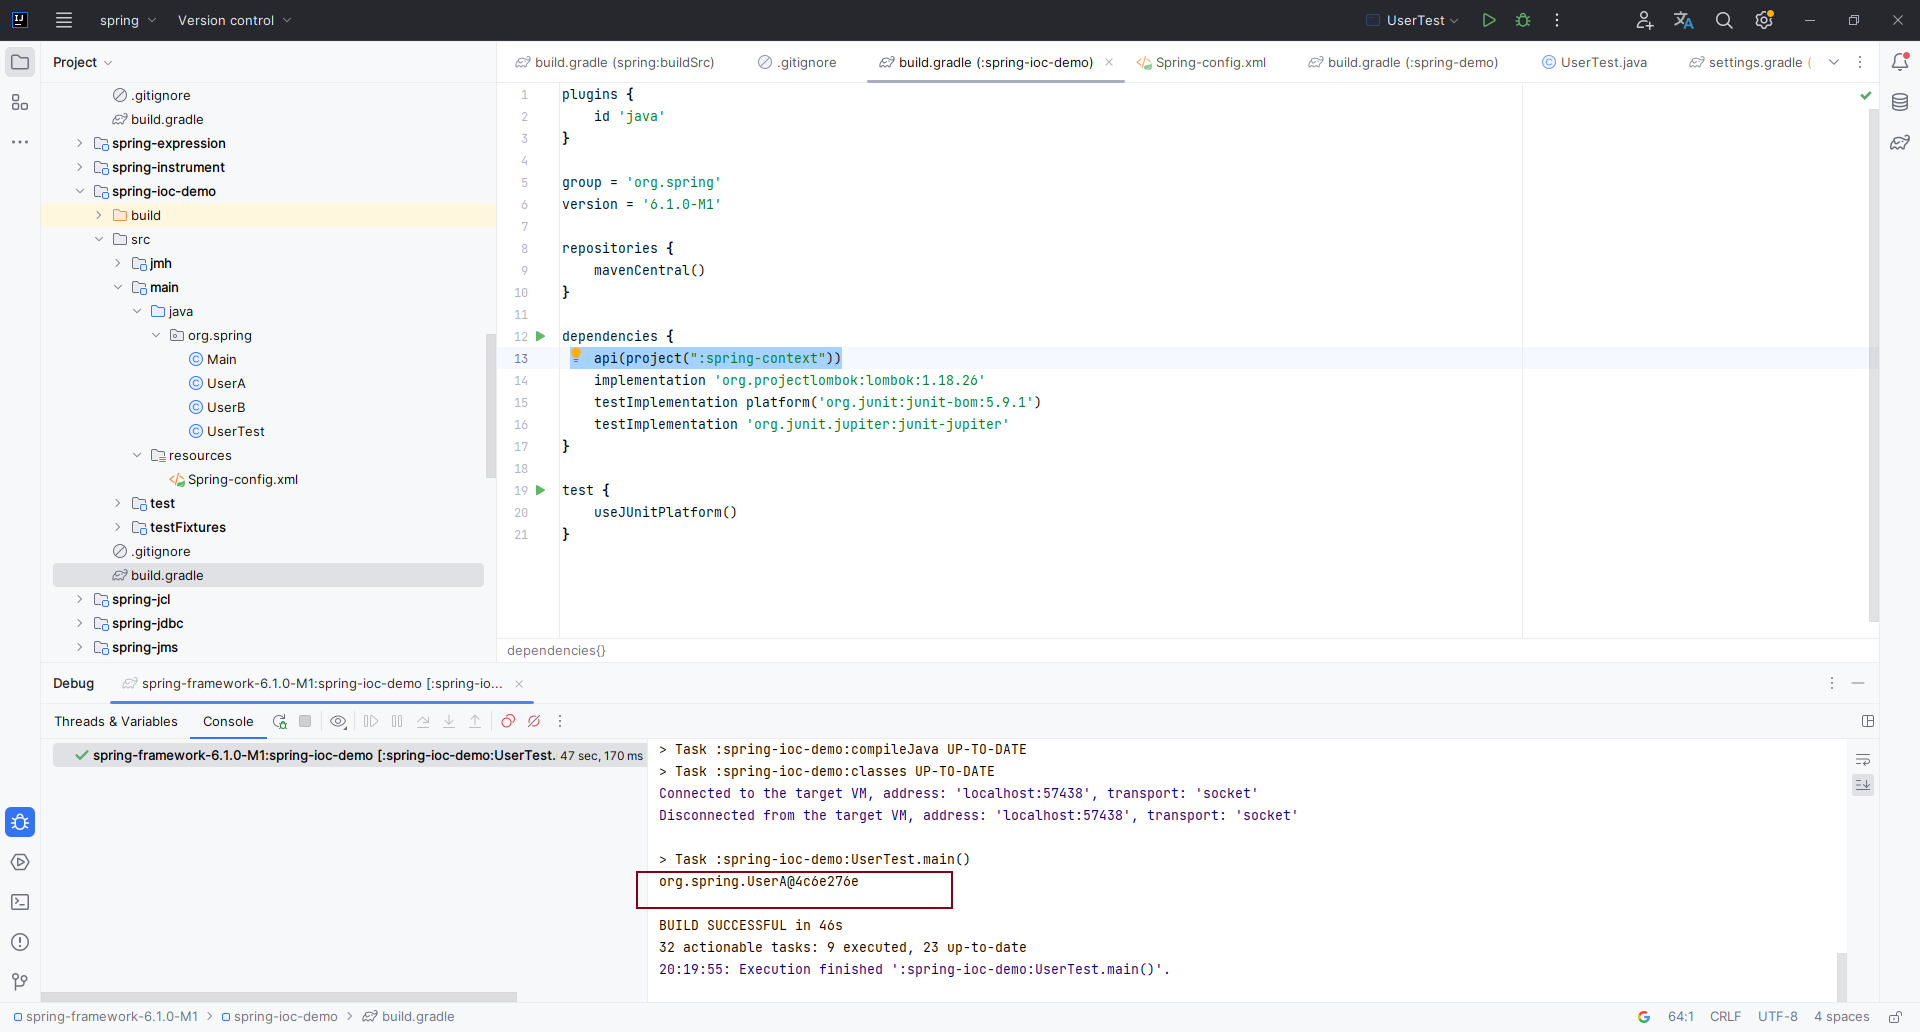 spring
Version control
UserTest
Project
build.gradle (spring:buildSrc)
.gitignore
build.gradle (:spring-ioc-demo)
Spring-config.xml
build.gradle (:spring-demo)
UserTest.java
settings.gradle (
.gitignore
build.gradle
spring-expression
spring-instrument
spring-ioc-demo
build
src
jmh
main
java
org.spring
Main
UserA
UserB
UserTest
resources
Spring-config.xml
test
testFixtures
.gitignore
build.gradle
spring-jcl
spring-jdbc
spring-jms
1 plugins {
2 id 'java'
3 }
4
5 group = 'org.spring'
6 version = '6.1.0-M1'
7
8 repositories {
9 mavenCentral()
10 }
11
12 dependencies {
13 api(project(":spring-context"))
14 implementation 'org.projectlombok:lombok:1.18.26'
15 testImplementation platform('org.junit:junit-bom:5.9.1')
16 testImplementation 'org.junit.jupiter:junit-jupiter'
17 }
18
19 test {
20 useJUnitPlatform()
21 }
dependencies{}
Debug
spring-framework-6.1.0-M1:spring-ioc-demo [:spring-io...
Threads & Variables
Console
spring-framework-6.1.0-M1:spring-ioc-demo [:spring-ioc-demo:UserTest. 47 sec, 170 ms
> Task :spring-ioc-demo:compileJava UP-TO-DATE
> Task :spring-ioc-demo:classes UP-TO-DATE
Connected to the target VM, address: 'localhost:57438', transport: 'socket'
Disconnected from the target VM, address: 'localhost:57438', transport: 'socket'
> Task :spring-ioc-demo:UserTest.main()
org.spring.UserA@4c6e276e
BUILD SUCCESSFUL in 46s
32 actionable tasks: 9 executed, 23 up-to-date
20:19:55: Execution finished ':spring-ioc-demo:UserTest.main()'.
spring-framework-6.1.0-M1 > spring-ioc-demo > build.gradle
64:1
CRLF
UTF-8
4 spaces